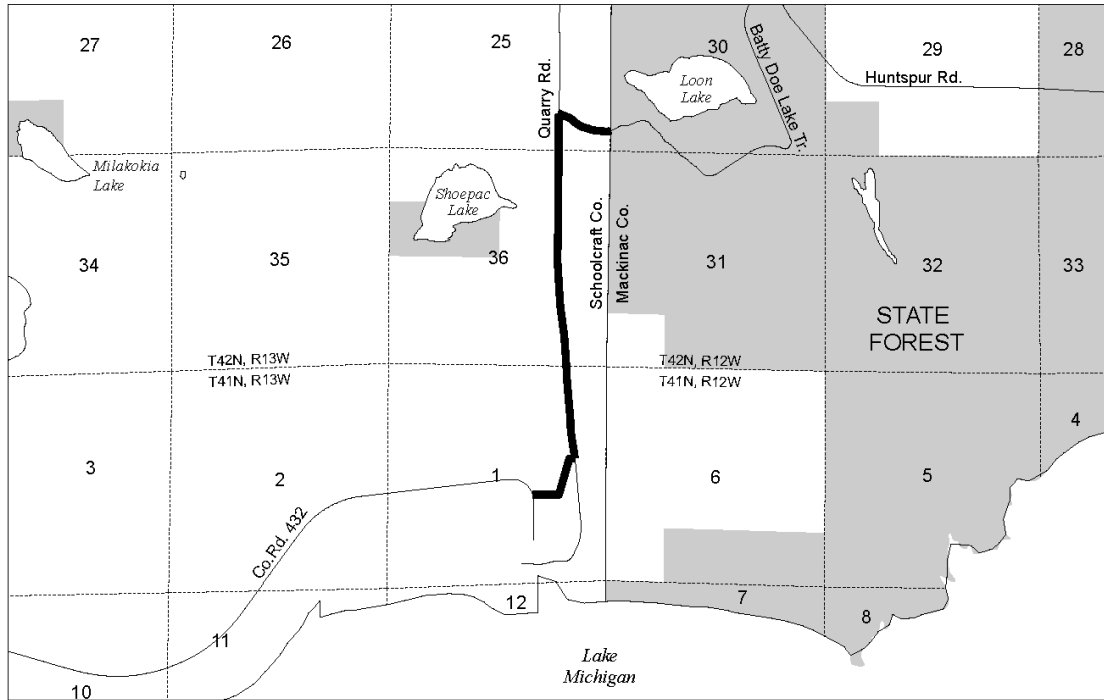 27
26
25
30
29
28
Batty Doe Lake Tr.
Huntspur Rd.
Loon
Lake
Quarry Rd.
Milakokia
Lake
Shoepac
Lake
34
35
36
Schoolcraft Co.
Mackinac Co.
31
32
33
STATE
FOREST
T42N, R13W
T41N, R13W
T42N, R12W
T41N, R12W
3
2
1
6
5
4
Co.Rd. 432
12
7
8
11
10
Lake
Michigan